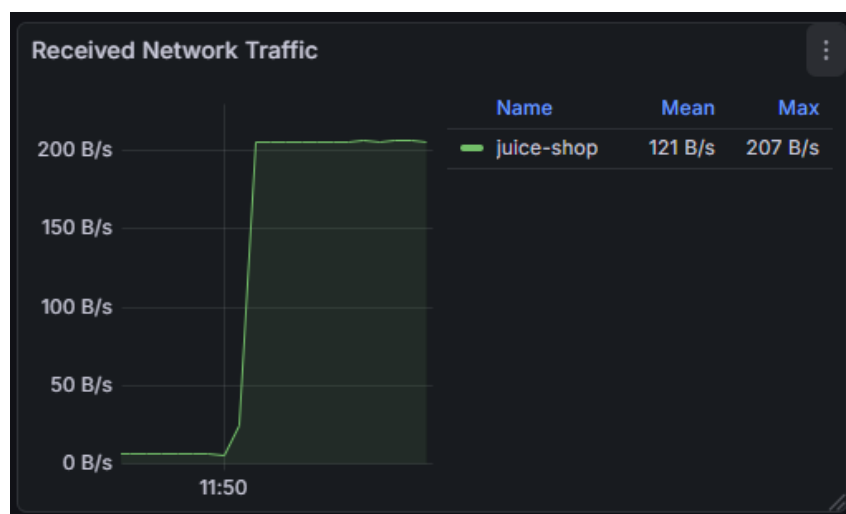 Received Network Traffic
Name Mean Max
juice-shop 121 B/s 207 B/s
200 B/s
150 B/s
100 B/s
50 B/s
0 B/s
11:50